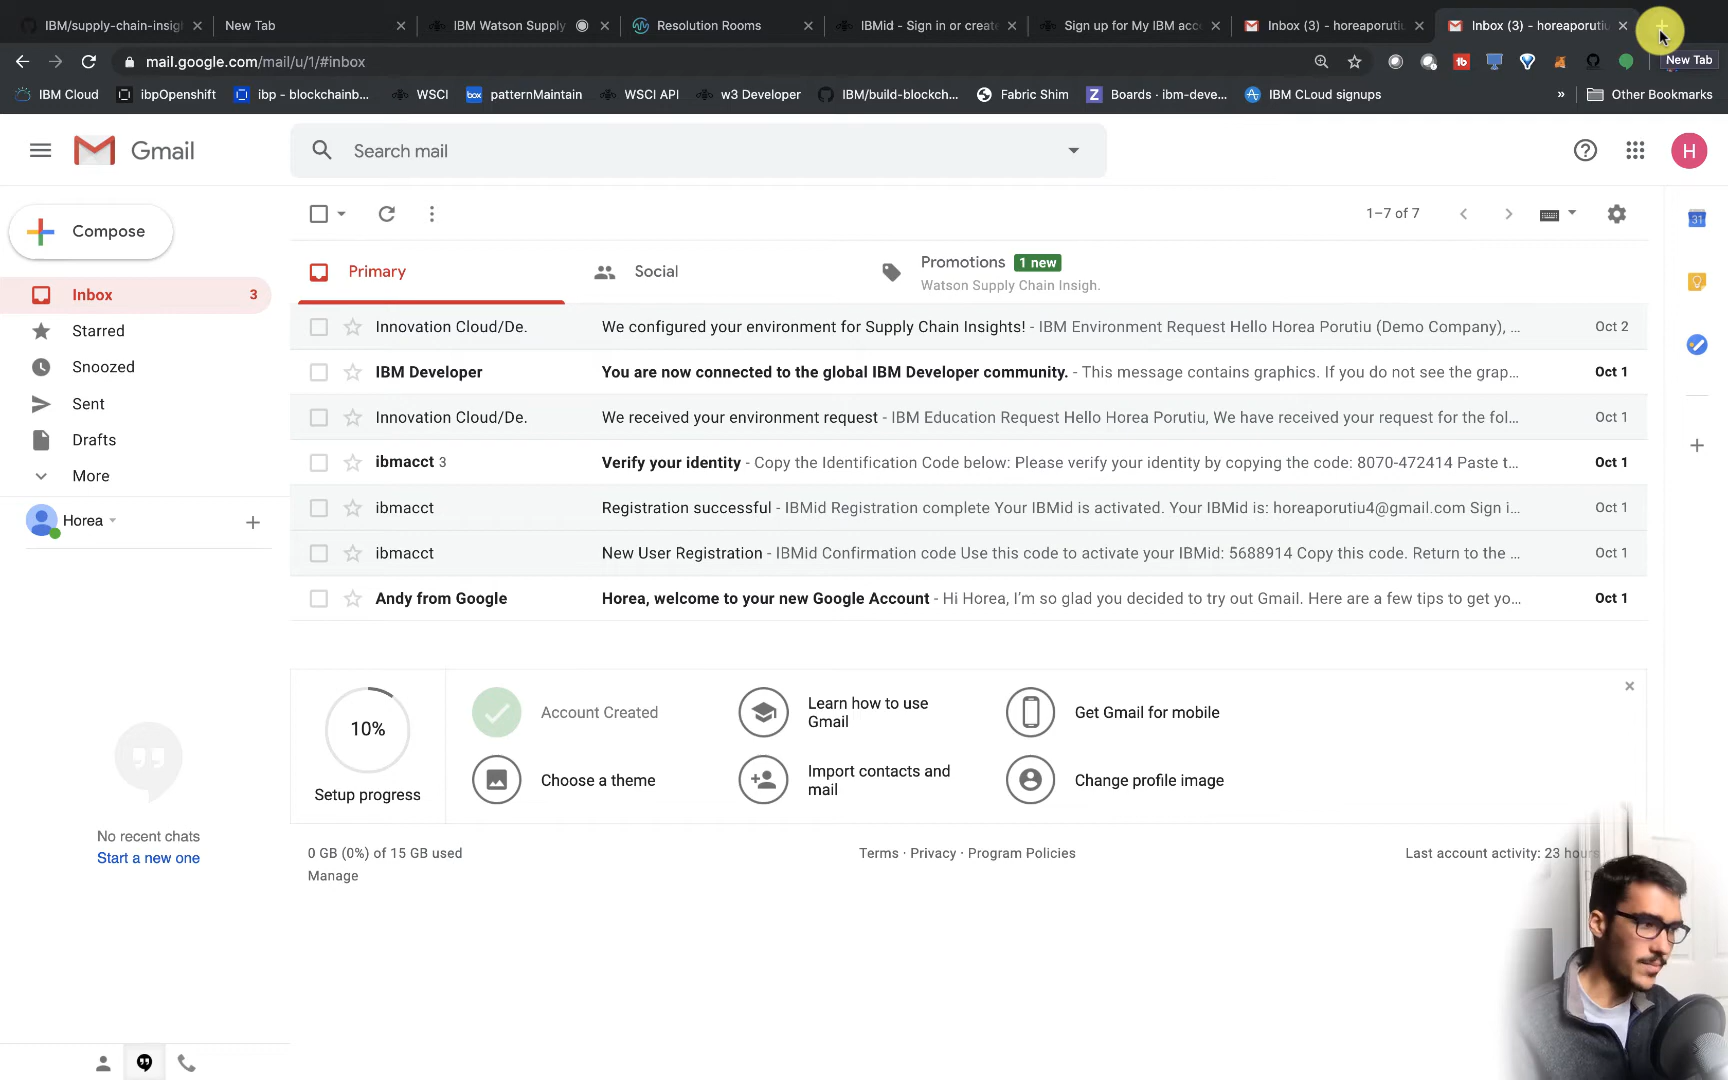 IBM/supply-chain-insigh
New Tab
IBM Watson Supply
Resolution Rooms
IBMid - Sign in or create
Sign up for My IBM acc
Inbox (3) - horeaporutiu
Inbox (3) - horeaporutiu
mail.google.com/mail/u/1/#inbox
New Tab
IBM Cloud
ibpOpenshift
ibp - blockchainb...
WSCI
box
patternMaintain
WSCI API
w3 Developer
IBM/build-blockch...
Fabric Shim
Z
Boards · ibm-deve...
IBM CLoud signups
»
Other Bookmarks
Gmail
Search mail
H
Compose
1–7 of 7
31
Primary
Social
Promotions 1 new
Watson Supply Chain Insigh.
Inbox 3
Starred
Snoozed
Sent
Drafts
More
Horea
Innovation Cloud/De. We configured your environment for Supply Chain Insights! - IBM Environment Request Hello Horea Porutiu (Demo Company), ... Oct 2
IBM Developer You are now connected to the global IBM Developer community. - This message contains graphics. If you do not see the grap... Oct 1
Innovation Cloud/De. We received your environment request - IBM Education Request Hello Horea Porutiu, We have received your request for the fol... Oct 1
ibmacct 3 Verify your identity - Copy the Identification Code below: Please verify your identity by copying the code: 8070-472414 Paste t... Oct 1
ibmacct Registration successful - IBMid Registration complete Your IBMid is activated. Your IBMid is: horeaporutiu4@gmail.com Sign i... Oct 1
ibmacct New User Registration - IBMid Confirmation code Use this code to activate your IBMid: 5688914 Copy this code. Return to the ... Oct 1
Andy from Google Horea, welcome to your new Google Account - Hi Horea, I'm so glad you decided to try out Gmail. Here are a few tips to get yo... Oct 1
10%
Setup progress
Account Created
Learn how to use
Gmail
Get Gmail for mobile
Choose a theme
Import contacts and
mail
Change profile image
No recent chats
Start a new one
0 GB (0%) of 15 GB used
Manage
Terms · Privacy · Program Policies
Last account activity: 23 hours